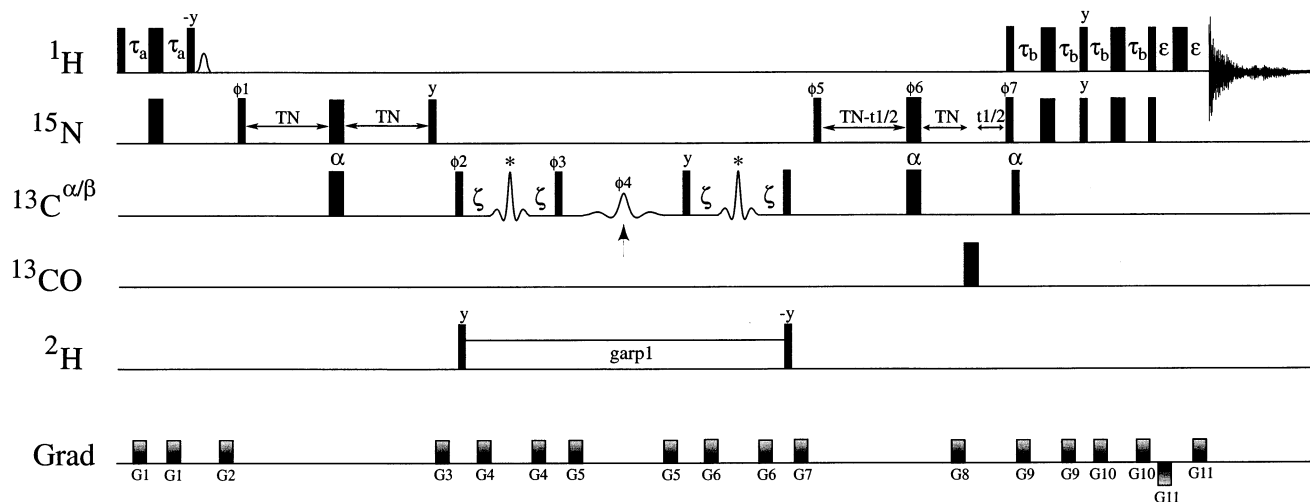 -y y
¹H τa τa τb τb τb τb ε ε
ϕ1 y ϕ5 ϕ6 ϕ7 y
¹⁵N TN TN TN-t1/2 TN t1/2
α ϕ2 * ϕ3 ϕ4 y * α α
¹³Cα/β ζ ζ ζ ζ
¹³CO
y -y
²H garp1
Grad
G1 G1 G2 G3 G4 G4 G5 G5 G6 G6 G7 G8 G9 G9 G10 G10 G11
G11